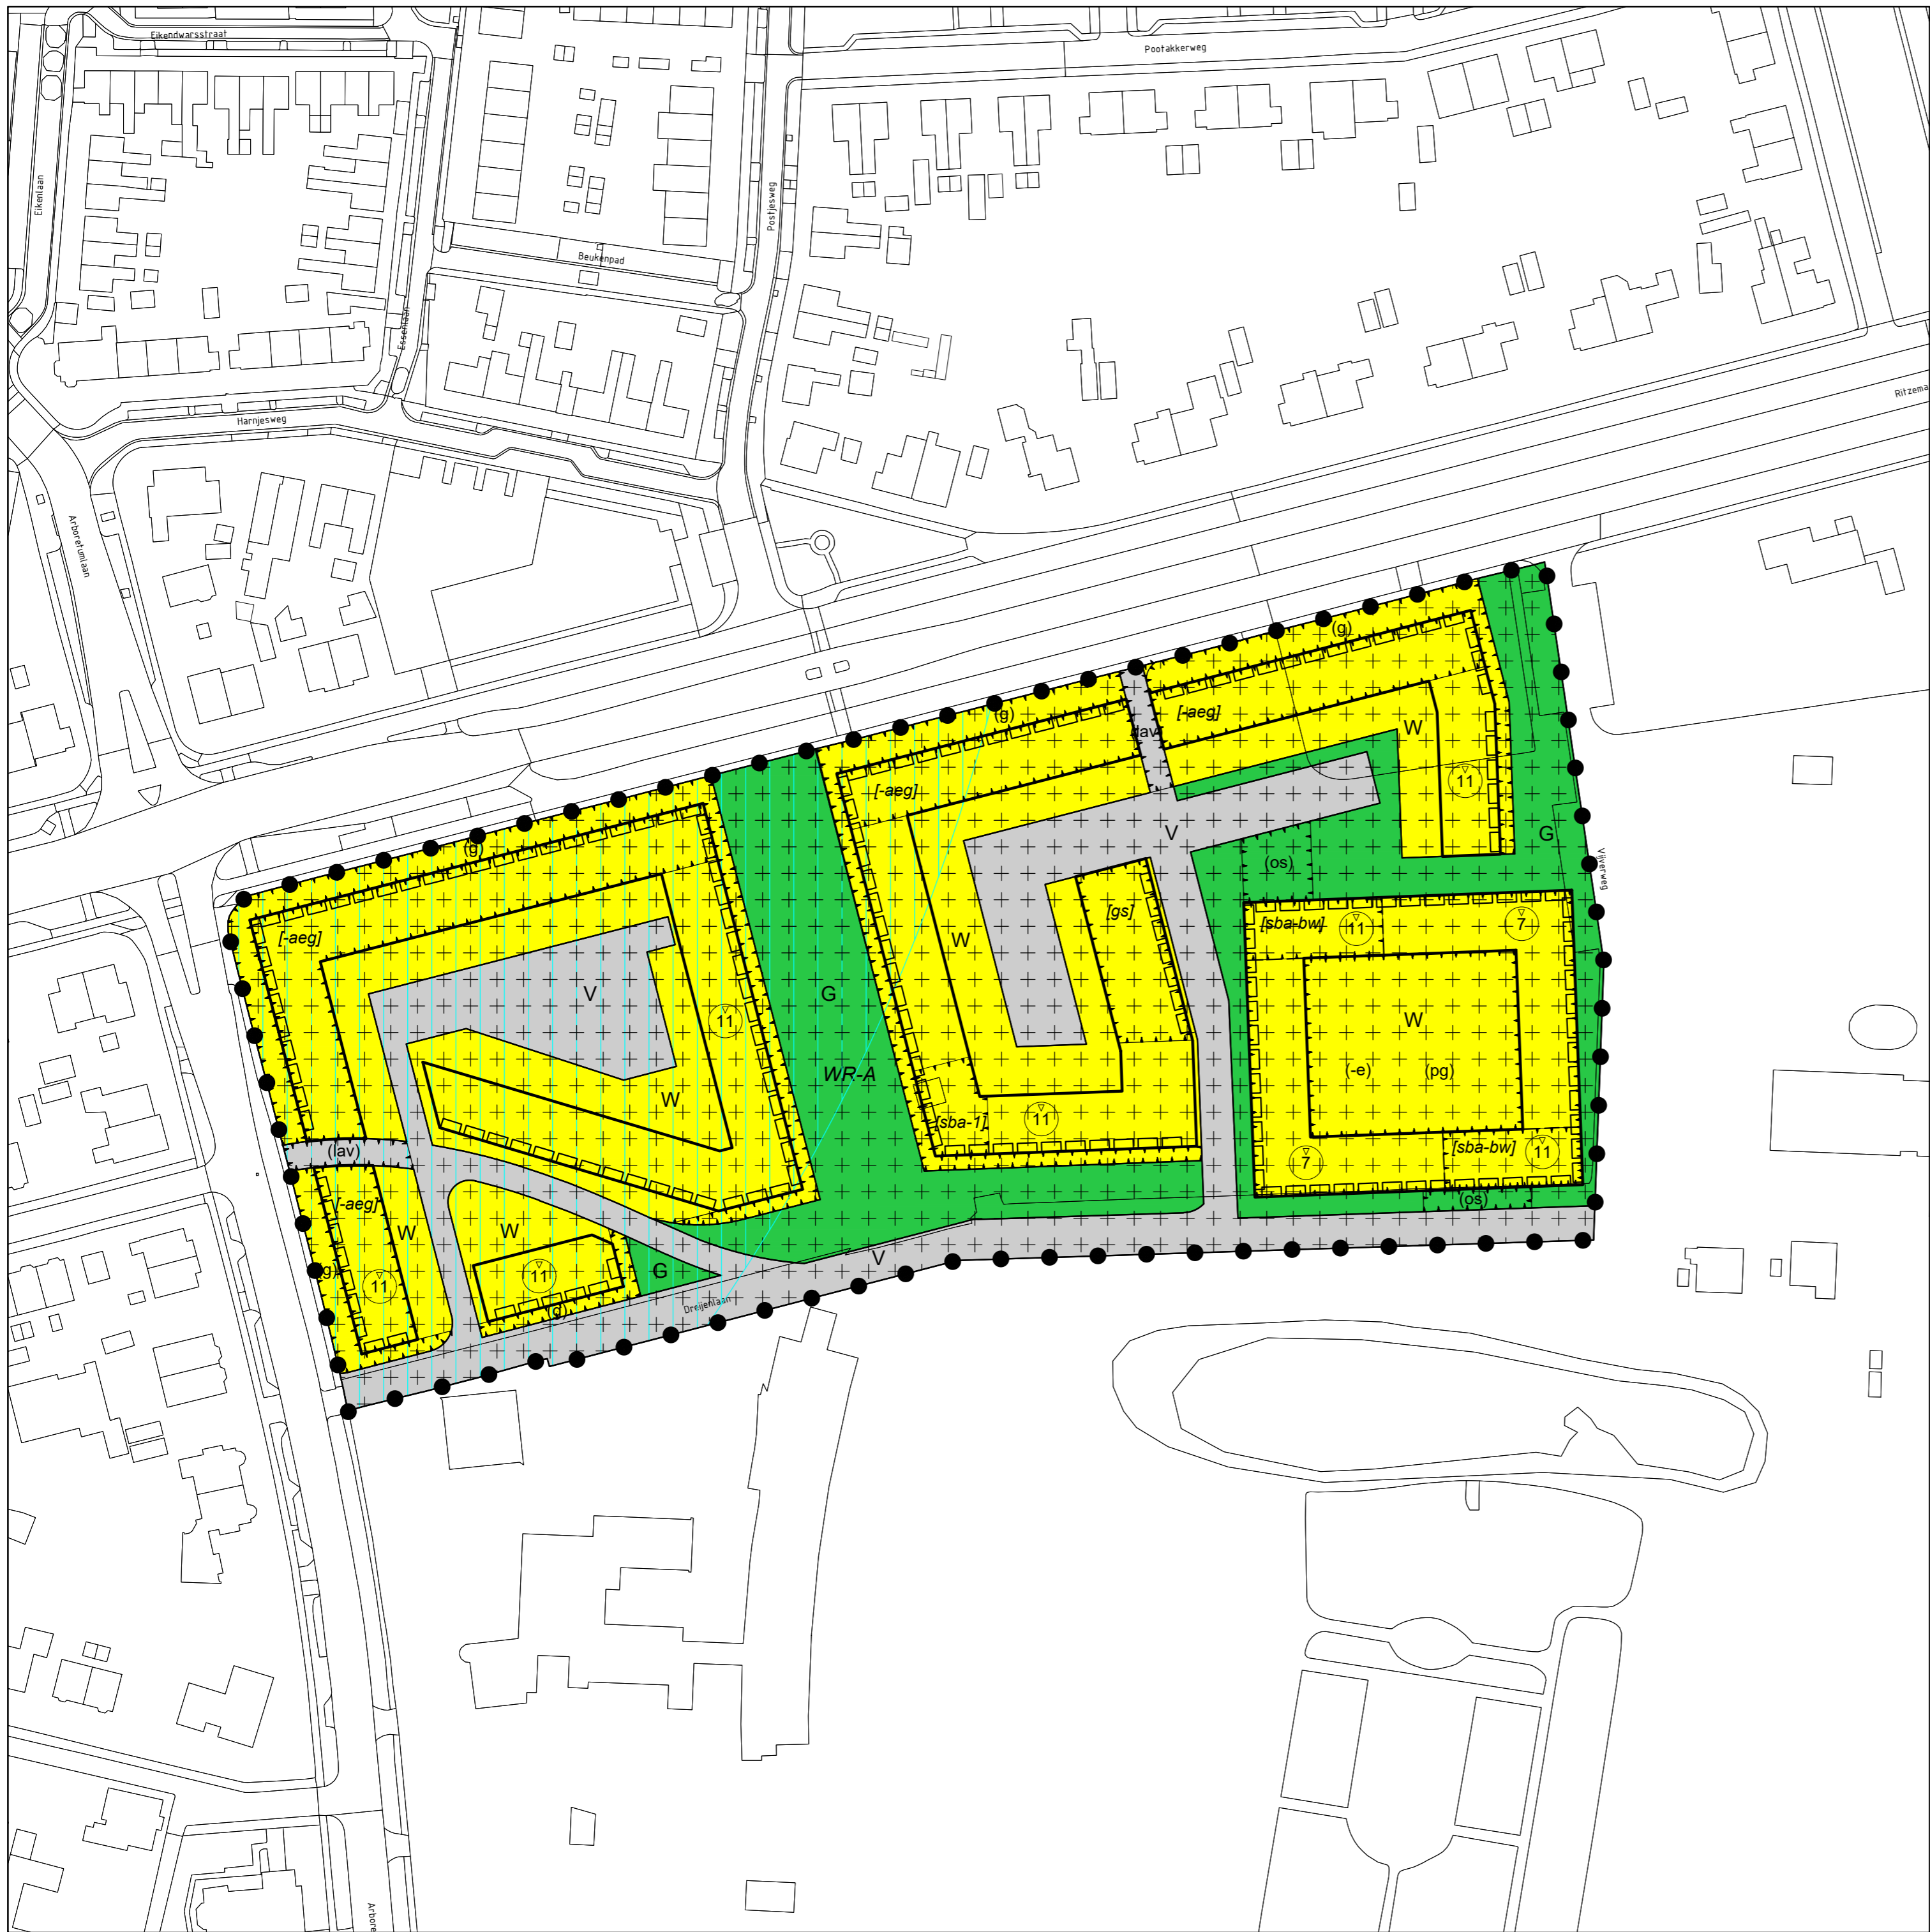 Eikendwarsstraat
Pootakkerweg
Eikenlaan
Postjesweg
Beukenpad
Essenlaan
Ritzema
Harnjesweg
Arboretumlaan
(g)
(g)
[-aeg]
(lav)
W
(g)
[-aeg]
11
V
G
Vijverweg
(os)
[gs]
[sba-bw]
11
7
[-aeg]
W
V
G
11
W
WR-A
(-e)
(pg)
W
[sba-1]
11
[sba-bw]
11
(lav)
7
[-aeg]
(os)
W
W
V
(g)
G
11
11
(g)
Dreijenlaan
Arbore